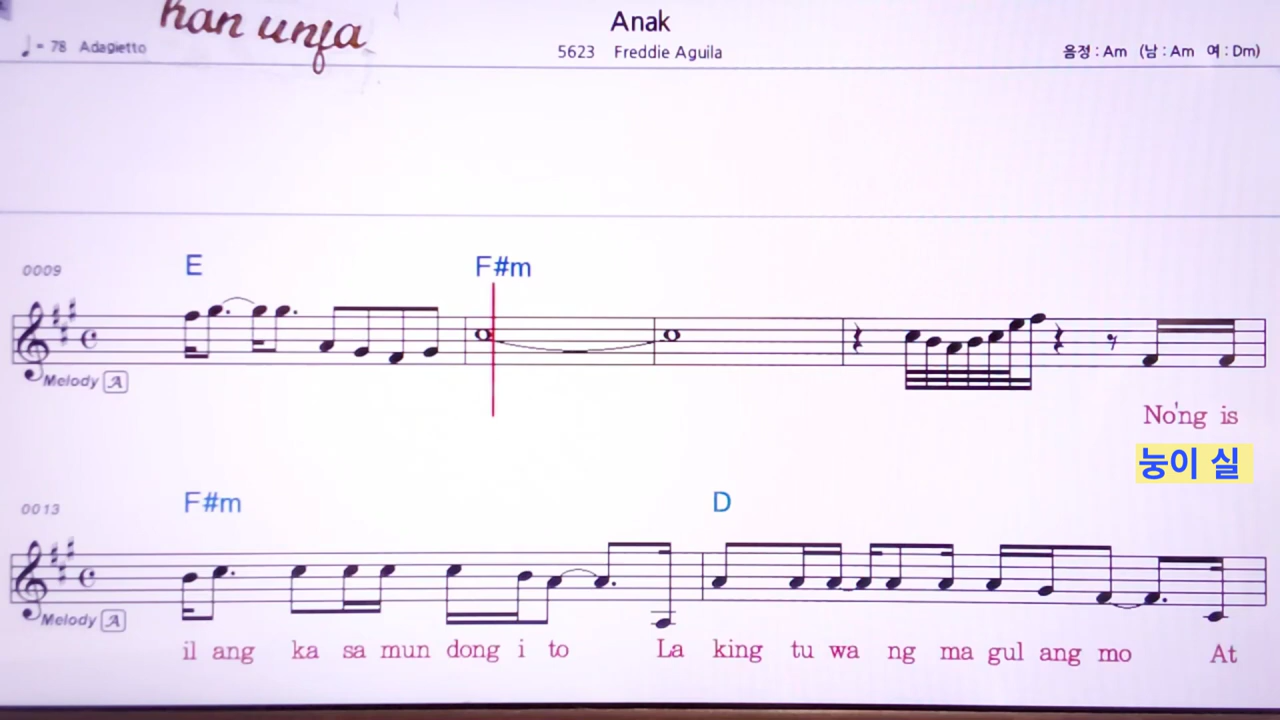 han unfa
Anak
♩= 78 Adagietto
5623 Freddie Aguila
음정 : Am (남 : Am 여 : Dm)
0009
E F#m
Melody A
No'ng is
눙이 실
0013
F#m D
Melody A
il ang ka sa mun dong i to La king tu wa ng ma gul ang mo At